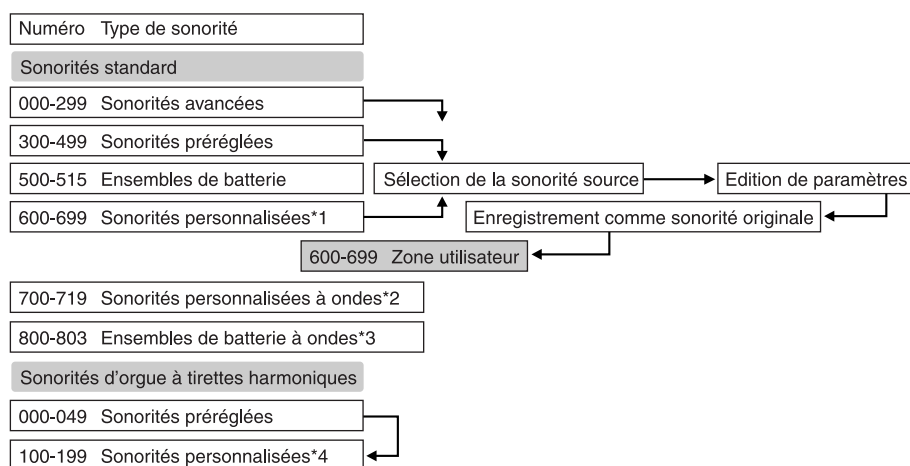 Numéro Type de sonorité
Sonorités standard
000-299 Sonorités avancées
300-499 Sonorités préréglées
500-515 Ensembles de batterie
Sélection de la sonorité source
Edition de paramètres
600-699 Sonorités personnalisées*1
Enregistrement comme sonorité originale
600-699 Zone utilisateur
700-719 Sonorités personnalisées à ondes*2
800-803 Ensembles de batterie à ondes*3
Sonorités d'orgue à tirettes harmoniques
000-049 Sonorités préréglées
100-199 Sonorités personnalisées*4